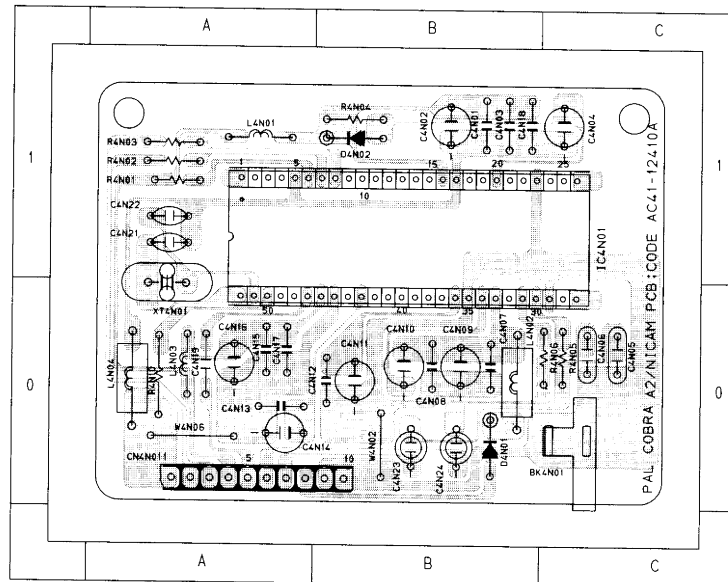 A B C
1 1
0 0
A B C
R4N04
L4N01
R4N03
D4N02
R4N02
R4N01
C4N02
C4N01
C4N03
C4N18
C4N04
1 5 10 15 20 25
C4N22
C4N21
IC4N01
XT4N01
50 40 35 30
C4N16
C4N15
C4N17
C4N10
C4N09
C4N07
L4N02
R4N06
R4N05
C4N06
C4N05
L4N04
R4N10
L4N03
C4N19
C4N12
C4N11
C4N08
C4N13
C4N14
W4N06
W4N02
C4N23
C4N24
D4N01
BK4N01
CN4N011
5 10
PAL COBRA A2/NICAM PCB:CODE AC41-12410A